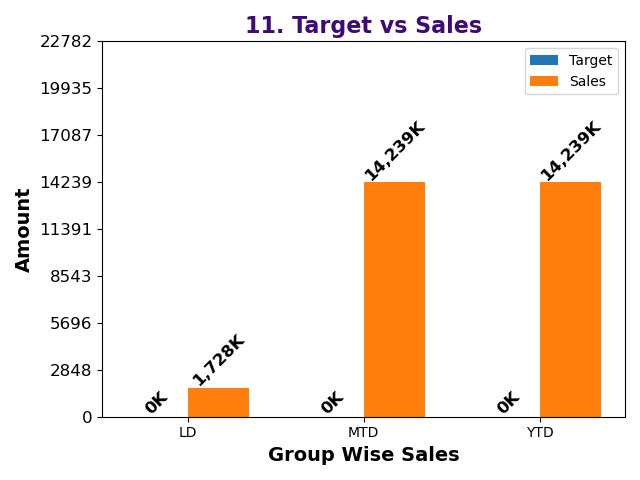 11. Target vs Sales
Target
Sales
22782
19935
17087
14239
11391
8543
5696
2848
0
Amount
0K
1,728K
0K
14,239K
0K
14,239K
LD
MTD
YTD
Group Wise Sales